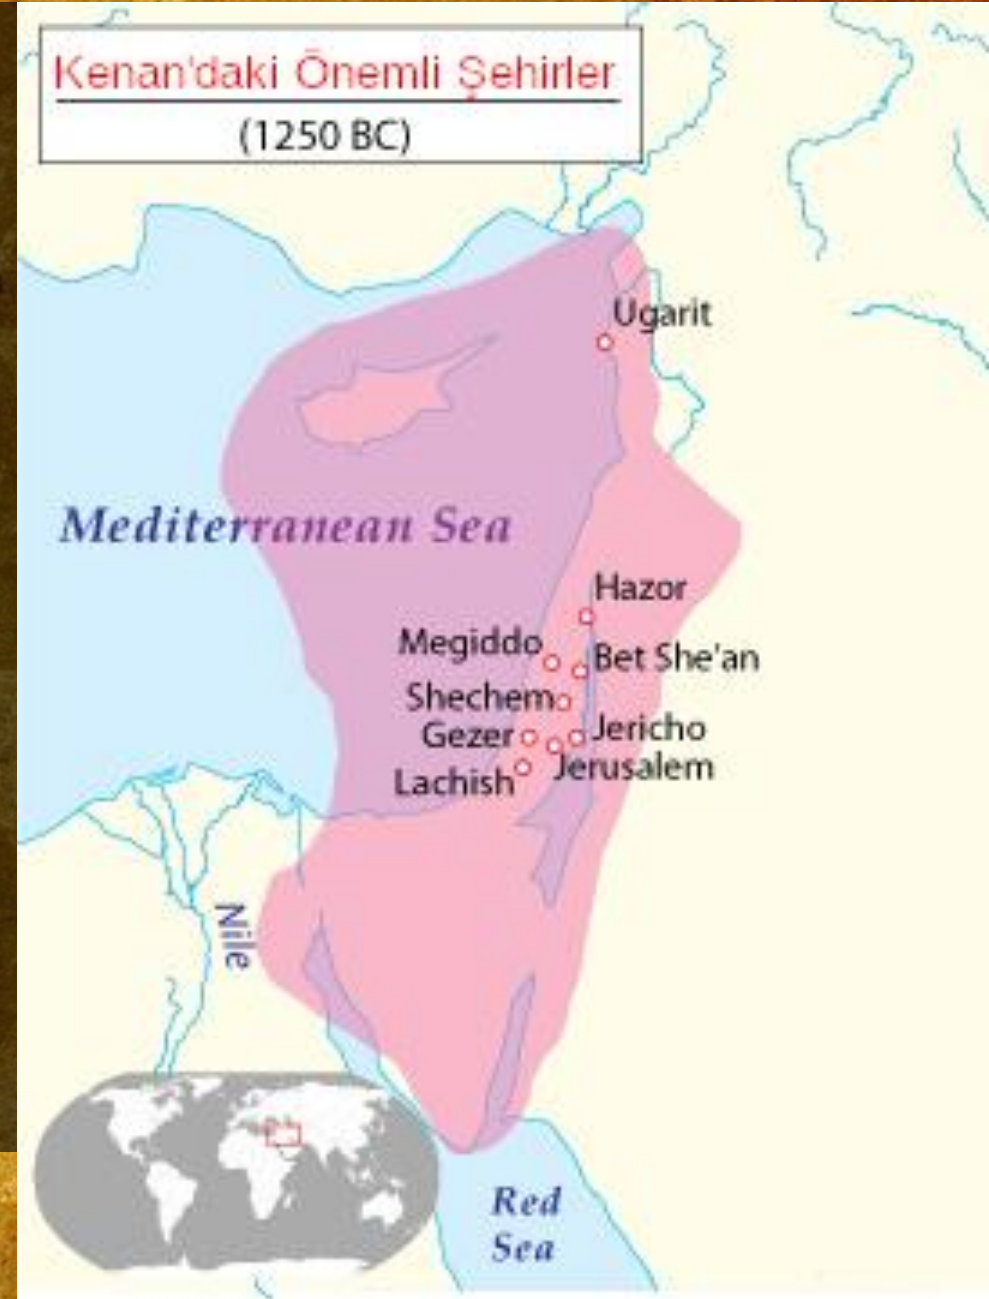 Kenan'daki Önemli Şehirler
(1250 BC)
Ugarit
Mediterranean Sea
Hazor
Megiddo
Bet She'an
Shechem
Gezer
Jericho
Jerusalem
Lachish
Nile
Red
Sea